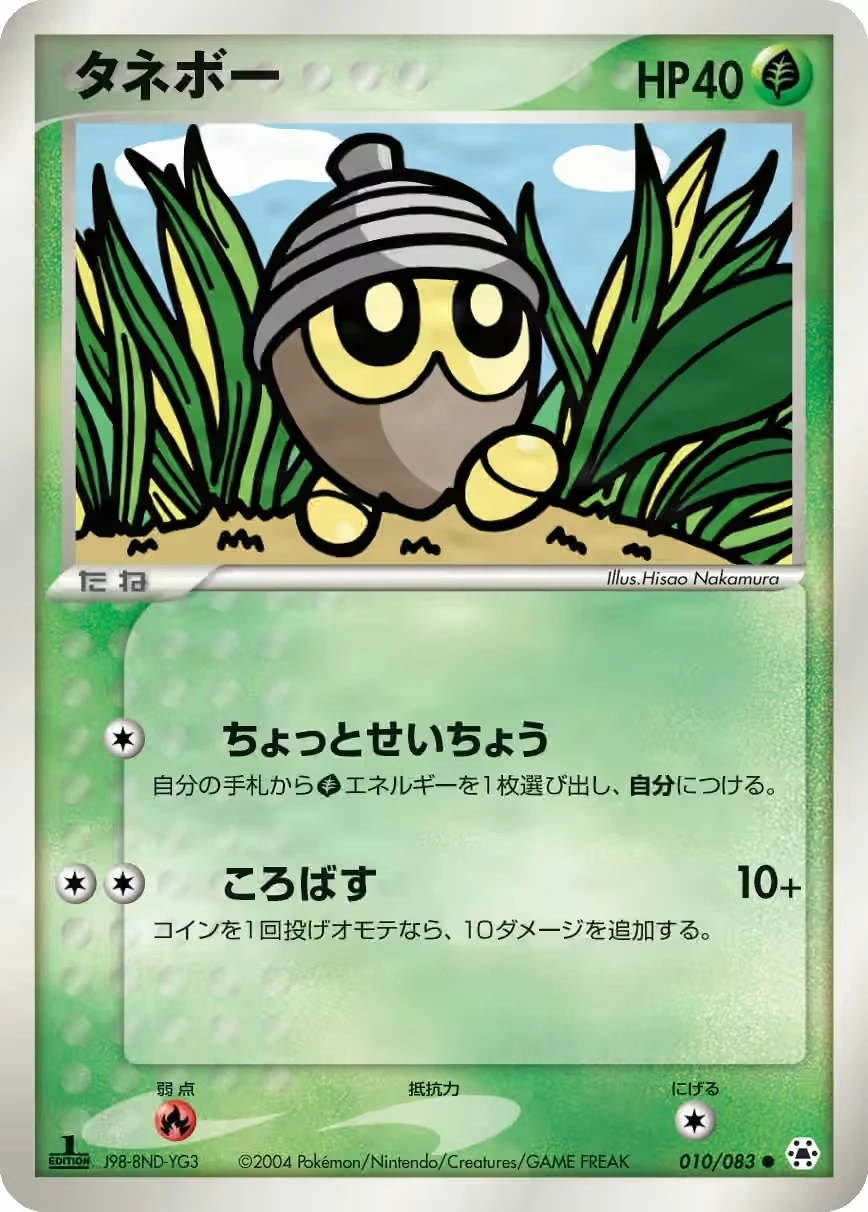 タネボー HP40
たね Illus.Hisao Nakamura
ちょっとせいちょう
自分の手札からエネルギーを1枚選び出し、自分につける。
ころばす 10+
コインを1回投げオモテなら、10ダメージを追加する。
弱点 抵抗力 にげる
1 EDITION J98-8ND-YG3 ©2004 Pokémon/Nintendo/Creatures/GAME FREAK 010/083 ●